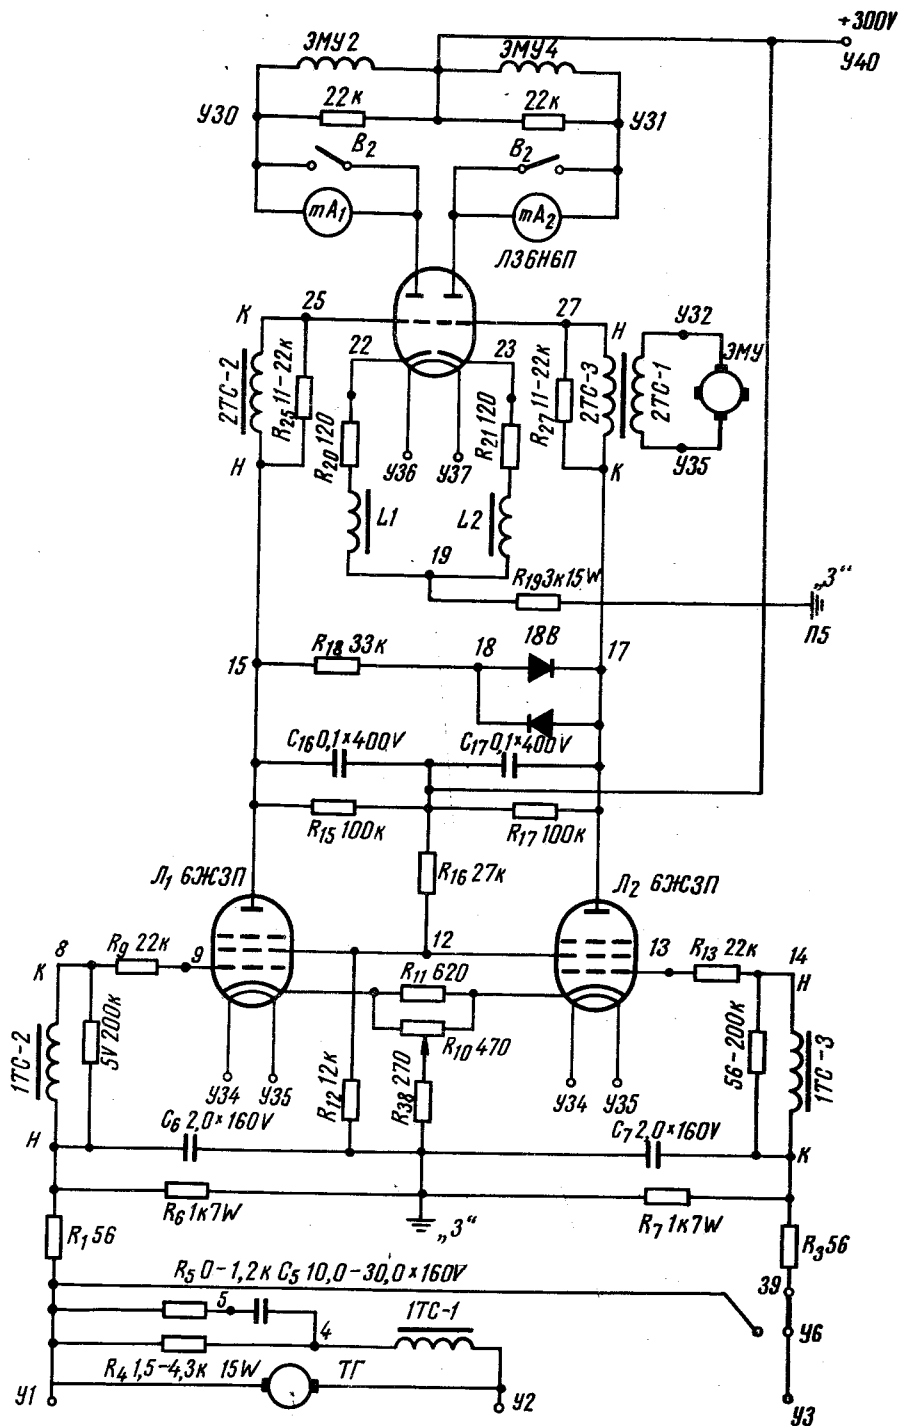 +300V
ЭМУ2
ЭМУ4
У40
22к
22к
У30
У31
В2
В2
mA1
mA2
Л36Н6П
К
25
27
Н
У32
22
23
ЭМУ
2ТС-2
R25 11-22к
R20 120
R21 120
R27 11-22к
2ТС-3
2ТС-1
Н
У36
У37
К
У35
L1
L2
19
R19 3к15W
„З“
П5
15
R18 33к
18
18В
17
C16 0,1×400V
C17 0,1×400V
R15 100к
R17 100к
R16 27к
Л1 6ЖЗП
Л2 6ЖЗП
8
R9 22к
9
12
13
R13 22к
14
К
Н
R11 620
R10 470
1ТС-2
5V 200к
У34
У35
R12 12к
R38 270
У34
У35
56-200к
1ТС-3
C6 2,0×160V
C7 2,0×160V
Н
К
R6 1к7W
R7 1к7W
„З“
R1 56
R3 56
R5 0-1,2к C5 10,0-30,0×160V
39
5
4
1ТС-1
У6
R4 1,5-4,3к 15W
ТГ
У1
У2
У3